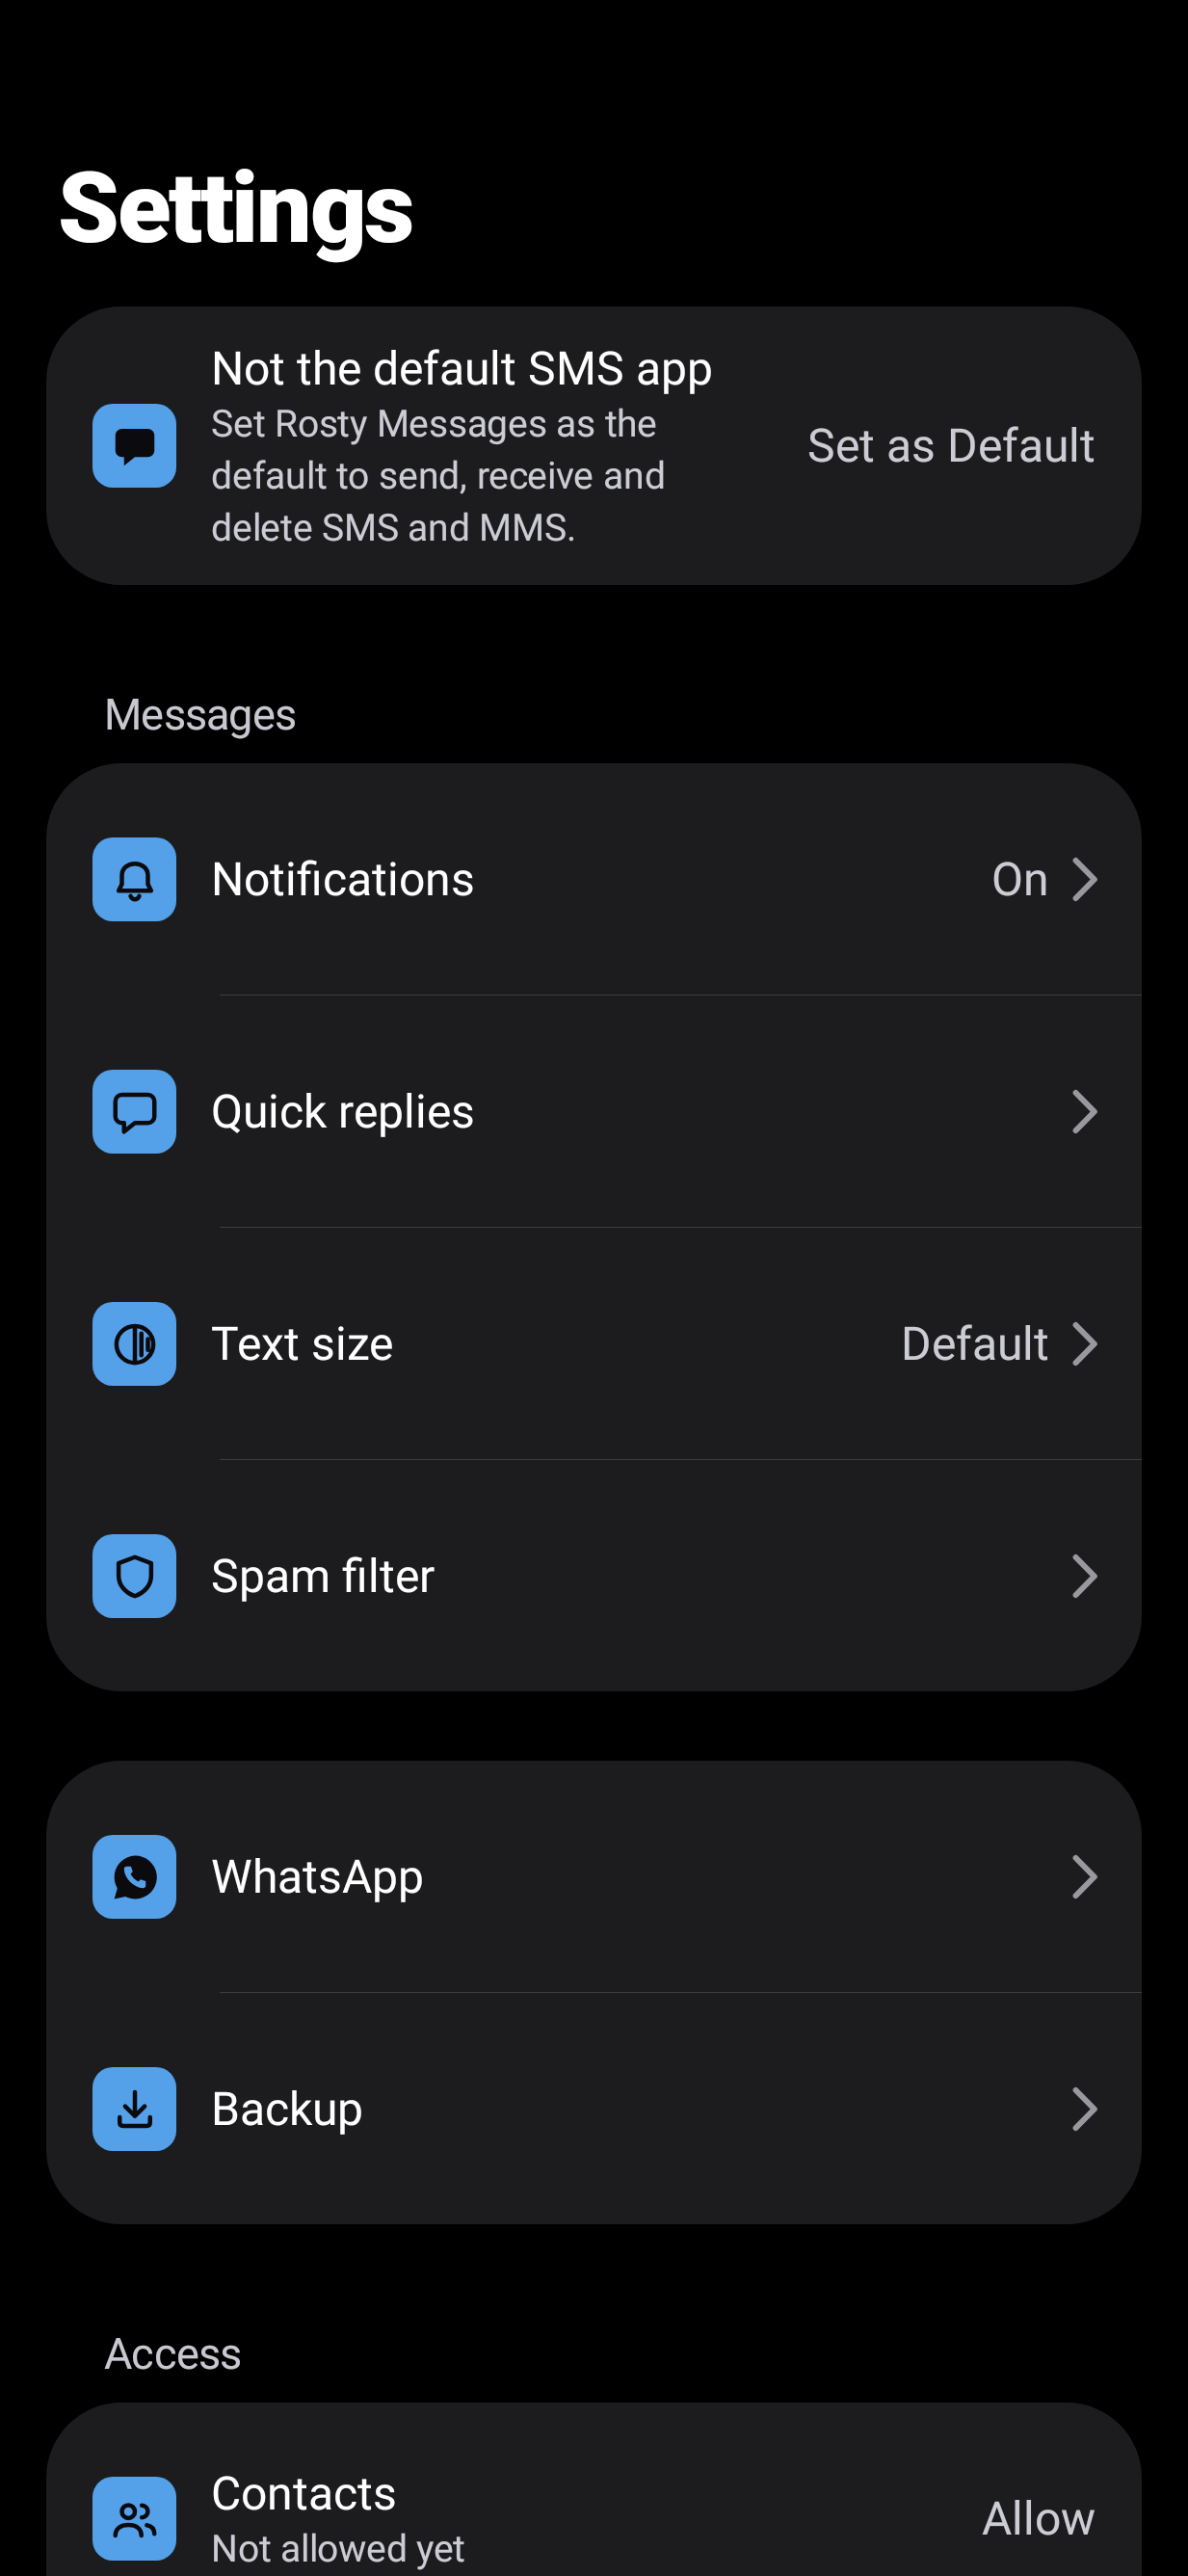 Settings
Not the default SMS app
Set Rosty Messages as the
default to send, receive and
delete SMS and MMS.
Set as Default
Messages
Notifications
On
Quick replies
Text size
Default
Spam filter
WhatsApp
Backup
Access
Contacts
Not allowed yet
Allow